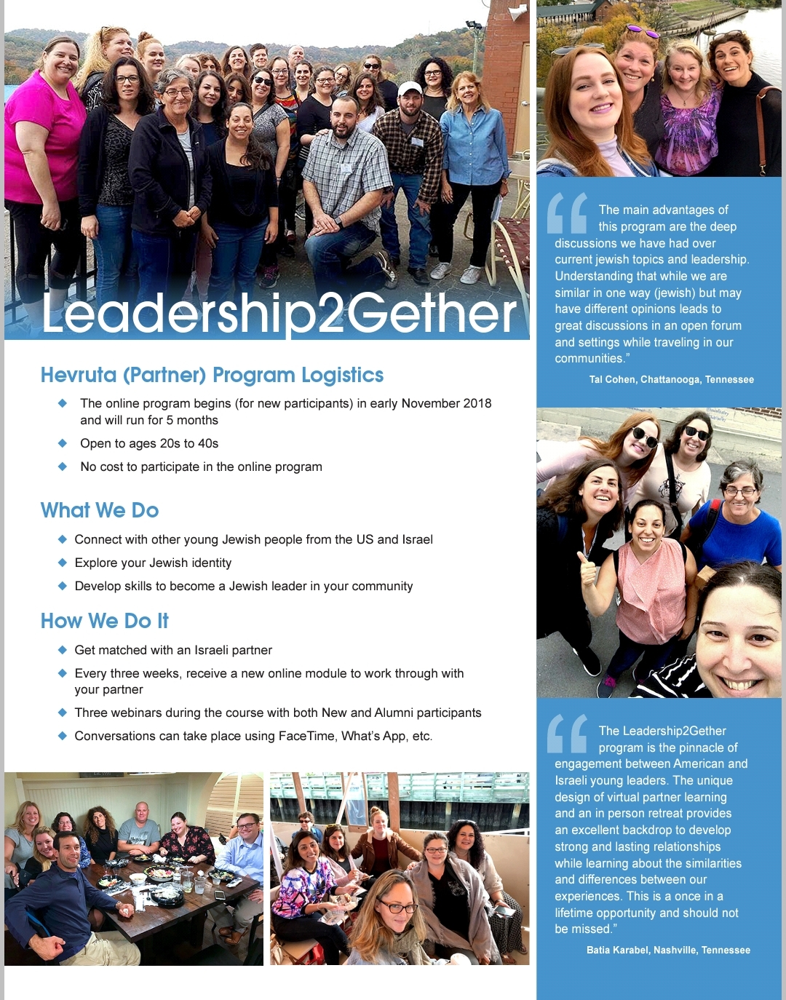 Leadership2Gether
Hevruta (Partner) Program Logistics
The online program begins (for new participants) in early November 2018
and will run for 5 months
Open to ages 20s to 40s
No cost to participate in the online program
What We Do
Connect with other young Jewish people from the US and Israel
Explore your Jewish identity
Develop skills to become a Jewish leader in your community
How We Do It
Get matched with an Israeli partner
Every three weeks, receive a new online module to work through with
your partner
Three webinars during the course with both New and Alumni participants
Conversations can take place using FaceTime, What’s App, etc.
“ The main advantages of
this program are the deep
discussions we have had over
current jewish topics and leadership.
Understanding that while we are
similar in one way (jewish) but may
have different opinions leads to
great discussions in an open forum
and settings while traveling in our
communities.”
Tal Cohen, Chattanooga, Tennessee
“ The Leadership2Gether
program is the pinnacle of
engagement between American and
Israeli young leaders. The unique
design of virtual partner learning
and an in person retreat provides
an excellent backdrop to develop
strong and lasting relationships
while learning about the similarities
and differences between our
experiences. This is a once in a
lifetime opportunity and should not
be missed.”
Batia Karabel, Nashville, Tennessee